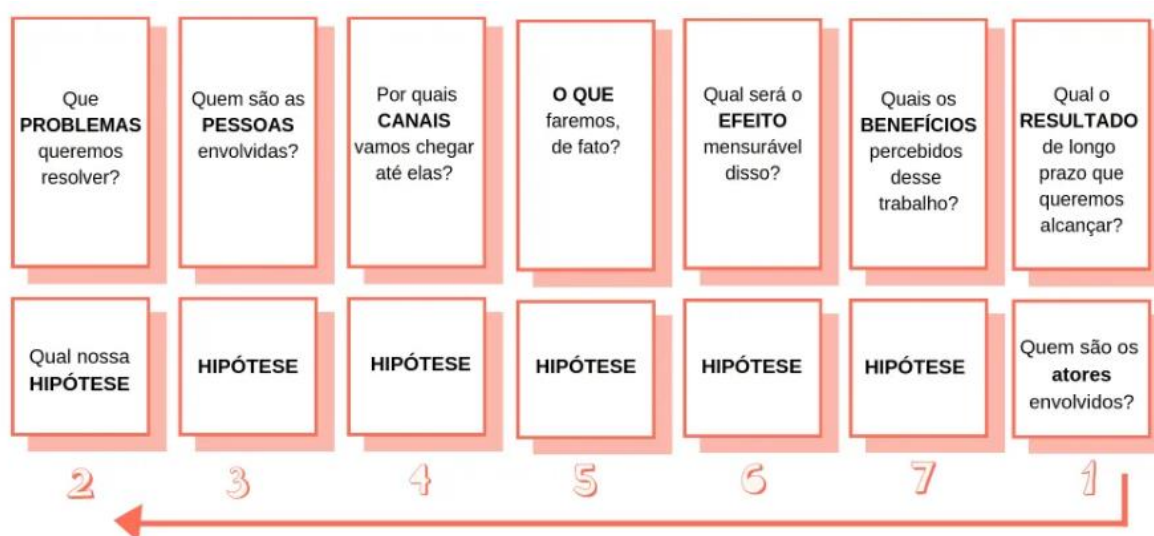 Que
PROBLEMAS
queremos
resolver?
Quem são as
PESSOAS
envolvidas?
Por quais
CANAIS
vamos chegar
até elas?
O QUE
faremos,
de fato?
Qual será o
EFEITO
mensurável
disso?
Quais os
BENEFÍCIOS
percebidos
desse
trabalho?
Qual o
RESULTADO
de longo
prazo que
queremos
alcançar?
Qual nossa
HIPÓTESE
HIPÓTESE
HIPÓTESE
HIPÓTESE
HIPÓTESE
HIPÓTESE
Quem são os
atores
envolvidos?
2
3
4
5
6
7
1